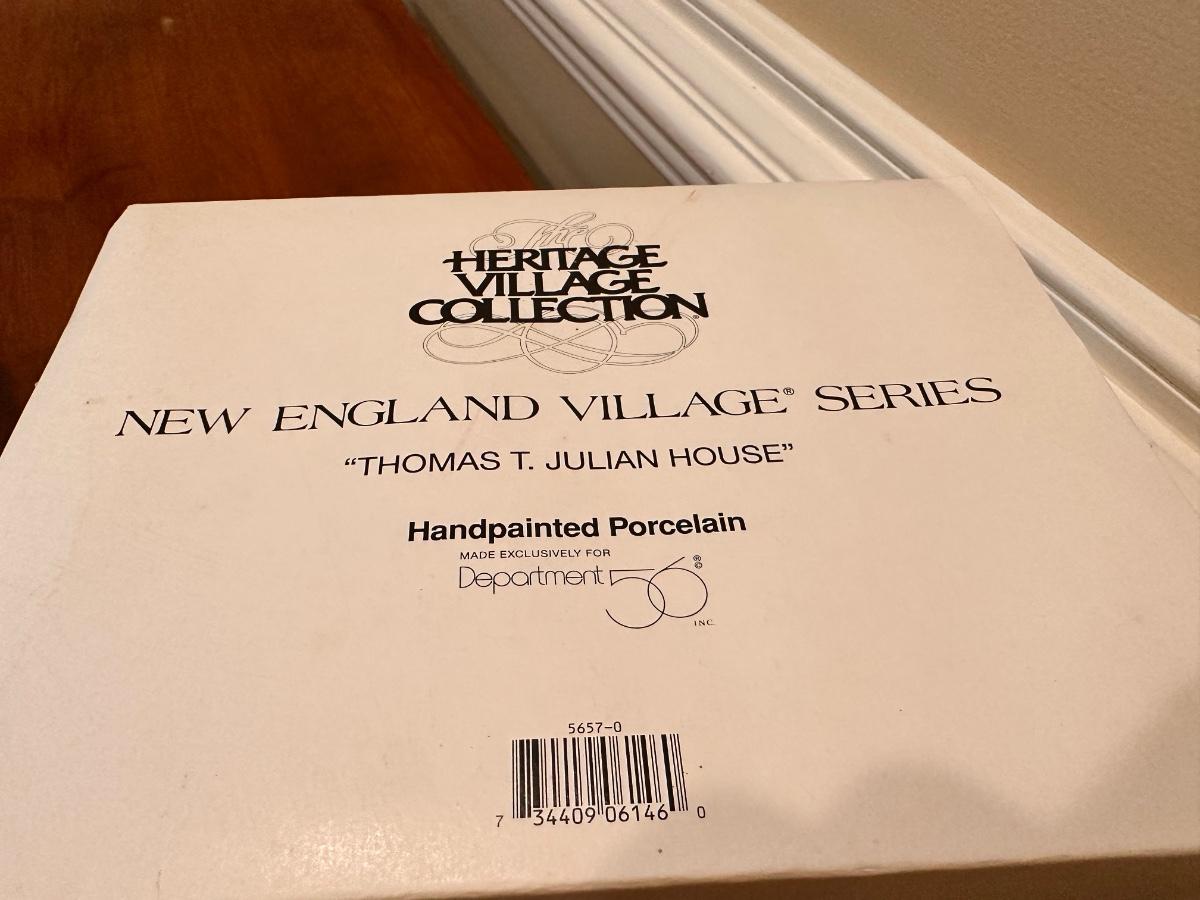 The
HERITAGE
VILLAGE
COLLECTION®
NEW ENGLAND VILLAGE® SERIES
“THOMAS T. JULIAN HOUSE”
Handpainted Porcelain
MADE EXCLUSIVELY FOR
Department 56 ®©
INC.
5657-0
7 34409 06146 0